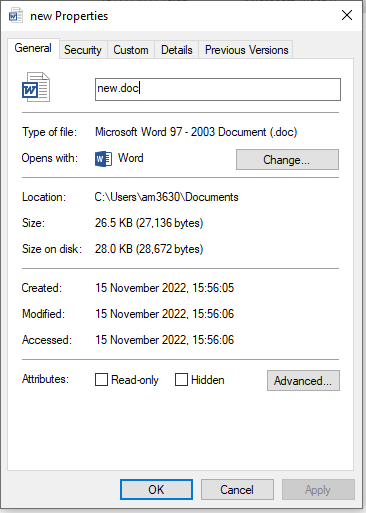 new Properties
General Security Custom Details Previous Versions
new.doc
Type of file: Microsoft Word 97 - 2003 Document (.doc)
Opens with: Word Change...
Location: C:\Users\am3630\Documents
Size: 26.5 KB (27,136 bytes)
Size on disk: 28.0 KB (28,672 bytes)
Created: 15 November 2022, 15:56:05
Modified: 15 November 2022, 15:56:06
Accessed: 15 November 2022, 15:56:06
Attributes: Read-only Hidden Advanced...
OK Cancel Apply